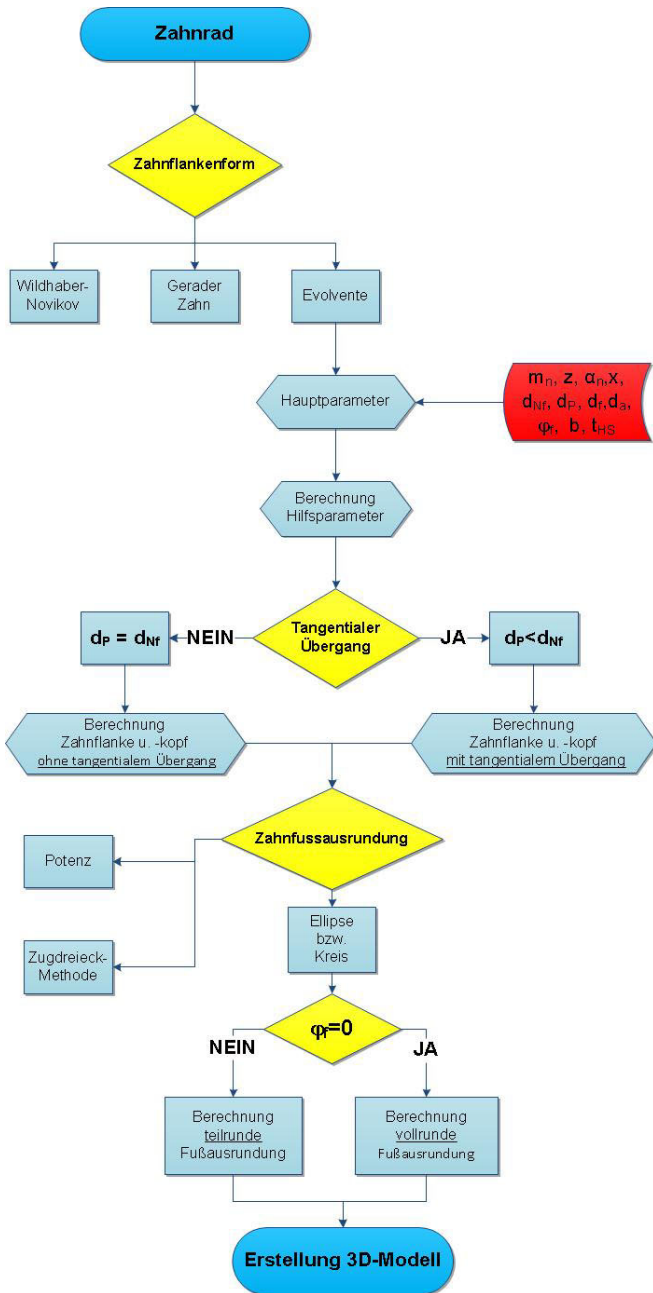 Zahnrad
Zahnflankenform
Wildhaber-
Novikov
Gerader
Zahn
Evolvente
Hauptparameter
mn, z, αn,x,
dNf, dP, df,da,
φf, b, tHS
Berechnung
Hilfsparameter
Tangentialer
Übergang
NEIN
dP = dNf
JA
dP<dNf
Berechnung
Zahnflanke u. -kopf
ohne tangentialem Übergang
Berechnung
Zahnflanke u. -kopf
mit tangentialem Übergang
Zahnfussausrundung
Potenz
Zugdreieck-
Methode
Ellipse
bzw.
Kreis
φf=0
NEIN
JA
Berechnung
teilrunde
Fußausrundung
Berechnung
vollrunde
Fußausrundung
Erstellung 3D-Modell